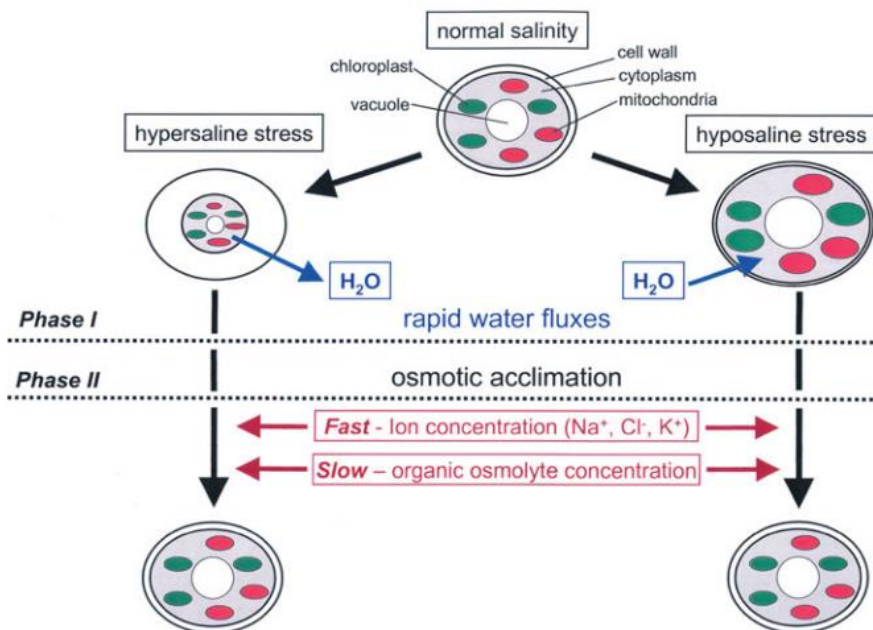 normal salinity
chloroplast
vacuole
cell wall
cytoplasm
mitochondria
hypersaline stress
hyposaline stress
H₂O
H₂O
Phase I
rapid water fluxes
Phase II
osmotic acclimation
Fast - Ion concentration (Na⁺, Cl⁻, K⁺)
Slow – organic osmolyte concentration